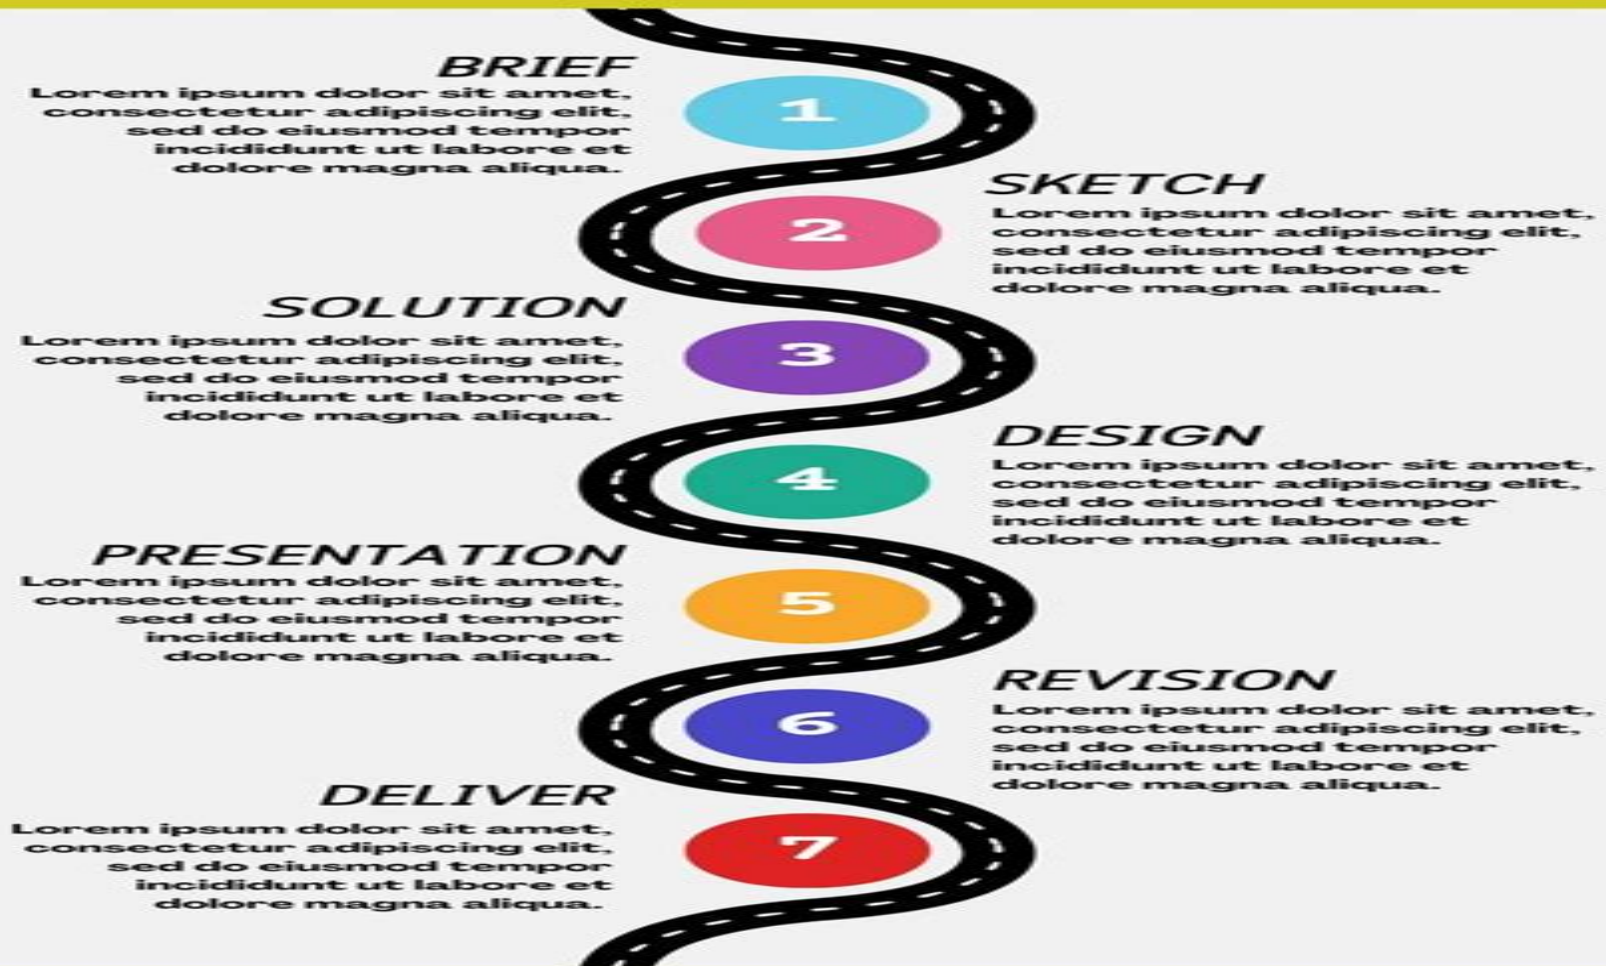 BRIEF
Lorem ipsum dolor sit amet,
consectetur adipiscing elit,
sed do eiusmod tempor
incididunt ut labore et
dolore magna aliqua.
1
SKETCH
Lorem ipsum dolor sit amet,
consectetur adipiscing elit,
sed do eiusmod tempor
incididunt ut labore et
dolore magna aliqua.
2
SOLUTION
Lorem ipsum dolor sit amet,
consectetur adipiscing elit,
sed do eiusmod tempor
incididunt ut labore et
dolore magna aliqua.
3
DESIGN
Lorem ipsum dolor sit amet,
consectetur adipiscing elit,
sed do eiusmod tempor
incididunt ut labore et
dolore magna aliqua.
4
PRESENTATION
Lorem ipsum dolor sit amet,
consectetur adipiscing elit,
sed do eiusmod tempor
incididunt ut labore et
dolore magna aliqua.
5
REVISION
Lorem ipsum dolor sit amet,
consectetur adipiscing elit,
sed do eiusmod tempor
incididunt ut labore et
dolore magna aliqua.
6
DELIVER
Lorem ipsum dolor sit amet,
consectetur adipiscing elit,
sed do eiusmod tempor
incididunt ut labore et
dolore magna aliqua.
7